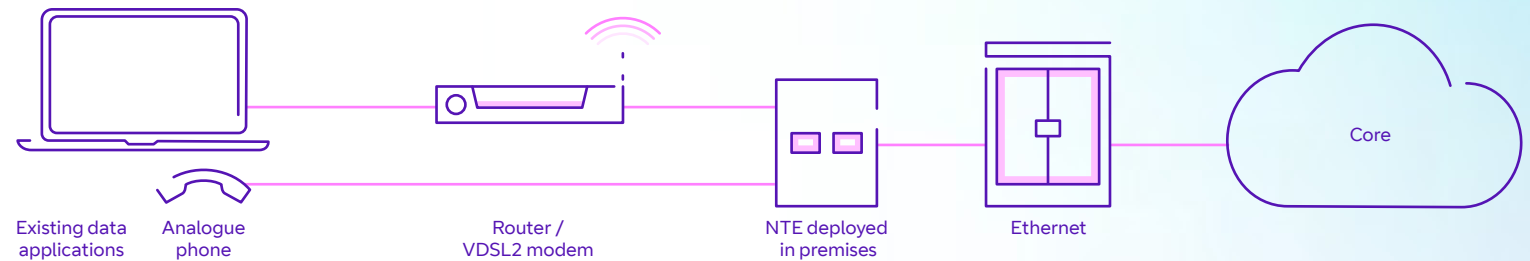 Existing data
applications
Analogue
phone
Router /
VDSL2 modem
NTE deployed
in premises
Ethernet
Core